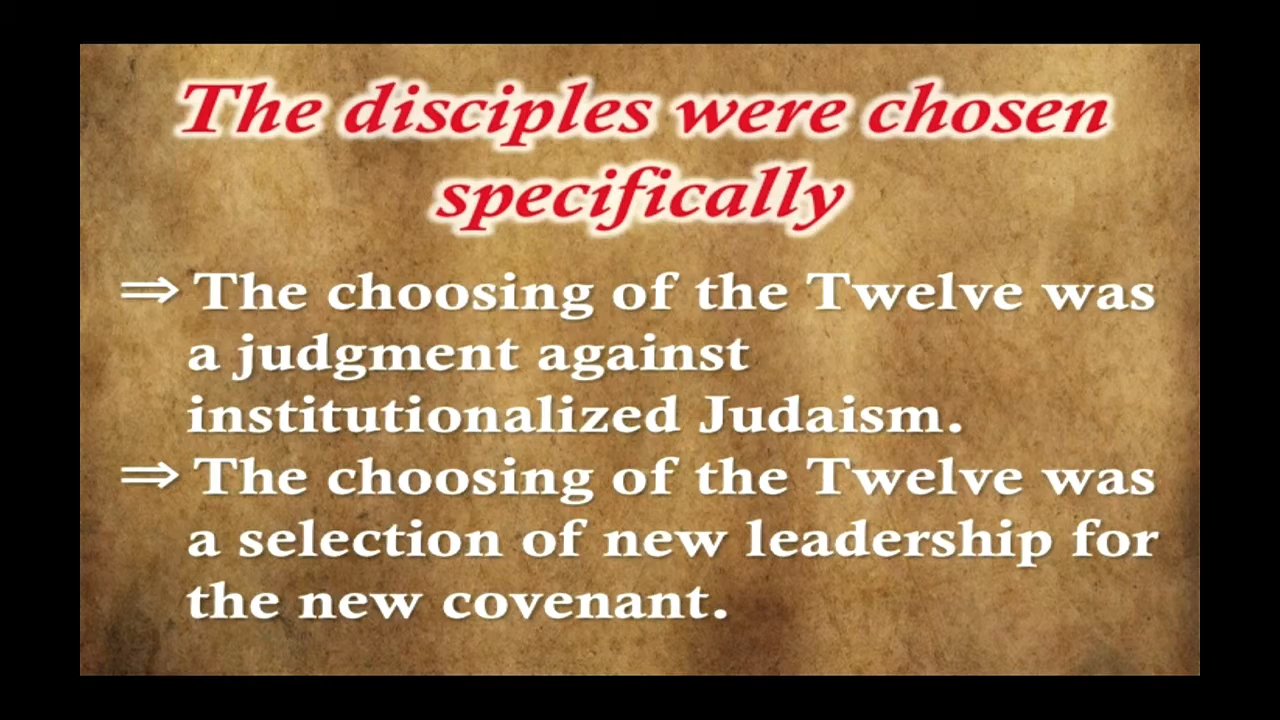 The disciples were chosen
specifically
⇒ The choosing of the Twelve was
a judgment against
institutionalized Judaism.
⇒ The choosing of the Twelve was
a selection of new leadership for
the new covenant.